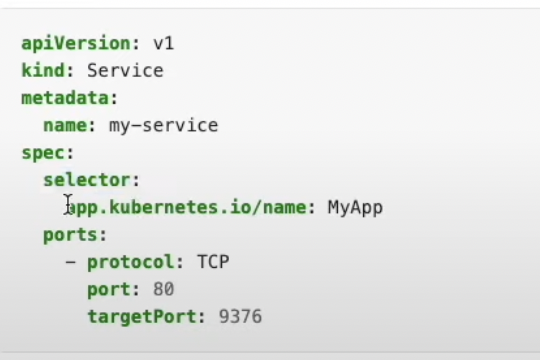 apiVersion: v1
kind: Service
metadata:
  name: my-service
spec:
  selector:
    app.kubernetes.io/name: MyApp
  ports:
    - protocol: TCP
      port: 80
      targetPort: 9376